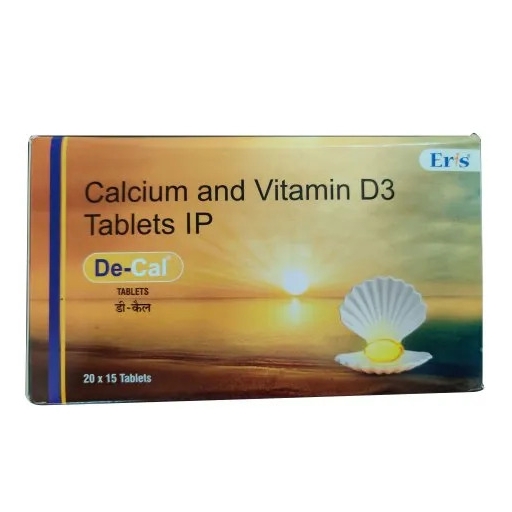 Eris
Calcium and Vitamin D3
Tablets IP
De-Cal®
TABLETS
डी-कैल
20 x 15 Tablets